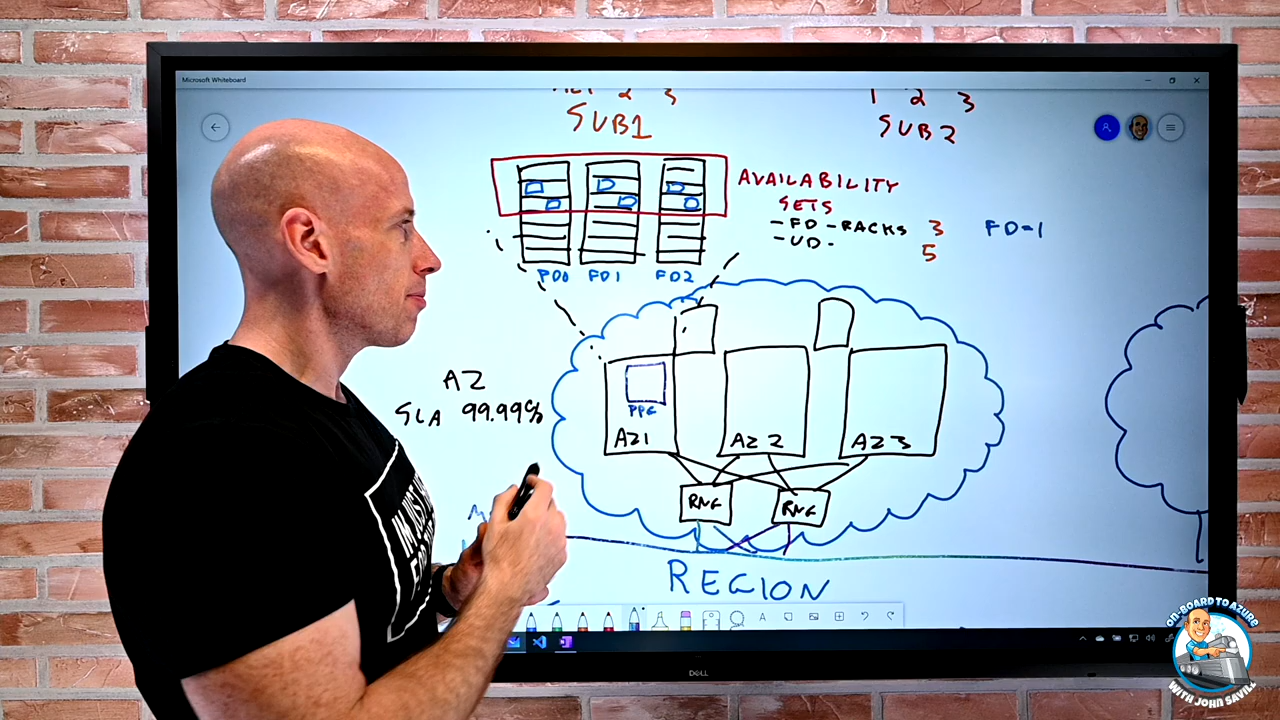 Microsoft Whiteboard
2 3
1 2 3
SUB1
SUB2
AVAILABILITY
SETS
-FD-RACKS 3 FD=1
-UD- 5
FD0 FD1 FD2
AZ
SLA 99.99%
PPG
AZ1 AZ2 AZ3
RNG RNG
REGION
DELL
ON-BOARD TO AZURE
WITH JOHN SAVILL